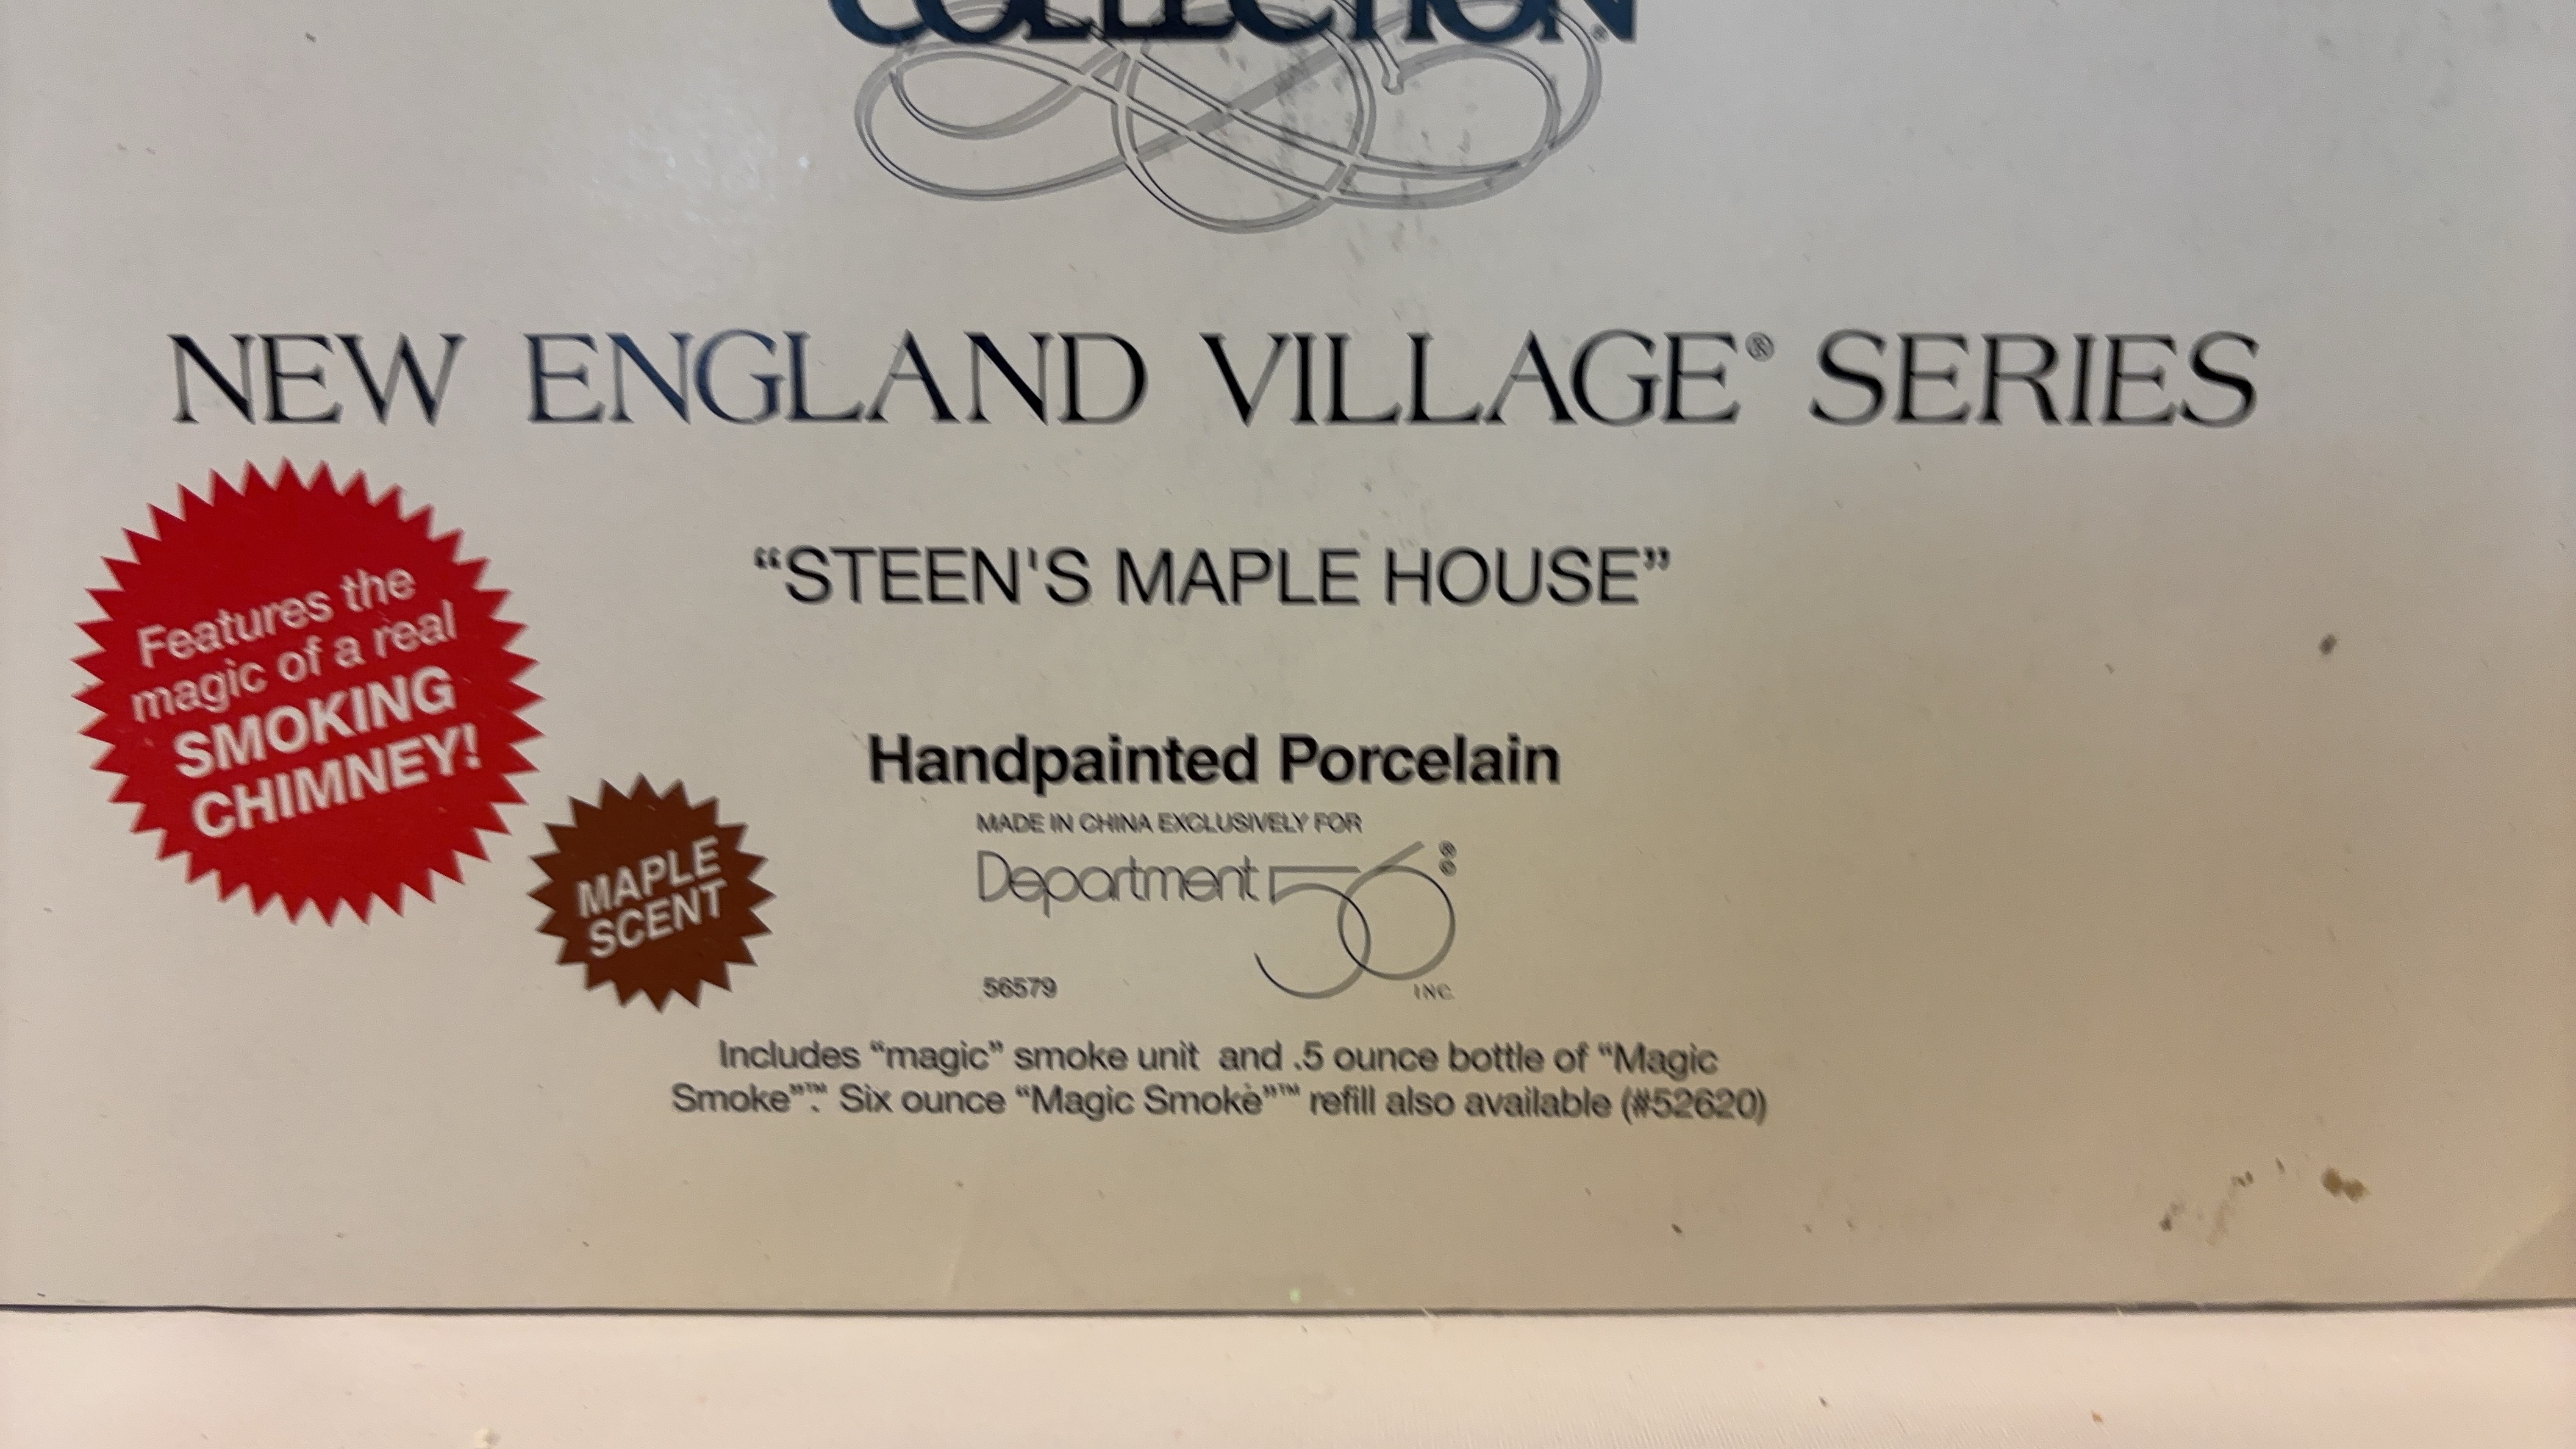 COLLECTION®
NEW ENGLAND VILLAGE® SERIES
“STEEN'S MAPLE HOUSE”
Features the
magic of a real
SMOKING
CHIMNEY!
MAPLE
SCENT
Handpainted Porcelain
MADE IN CHINA EXCLUSIVELY FOR
Department 56®©
56579 INC.
Includes “magic” smoke unit and .5 ounce bottle of “Magic
Smoke”™. Six ounce “Magic Smoke”™ refill also available (#52620)